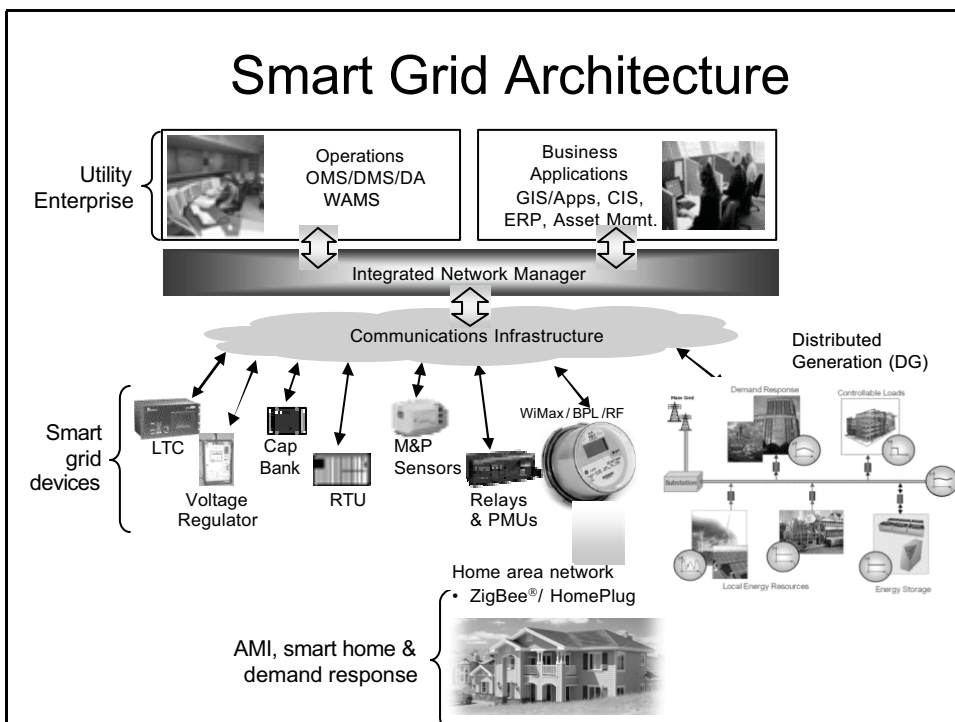 Smart Grid Architecture
Utility
Enterprise
Operations
OMS/DMS/DA
WAMS
Business
Applications
GIS/Apps, CIS,
ERP, Asset Mgmt.
Integrated Network Manager
Communications Infrastructure
Distributed
Generation (DG)
Smart
grid
devices
LTC
Voltage
Regulator
Cap
Bank
RTU
M&P
Sensors
Relays
& PMUs
WiMax / BPL /RF
Main Grid
Demand Response
Controllable Loads
Substation
Local Energy Resources
Energy Storage
Home area network
• ZigBee®/ HomePlug
AMI, smart home &
demand response